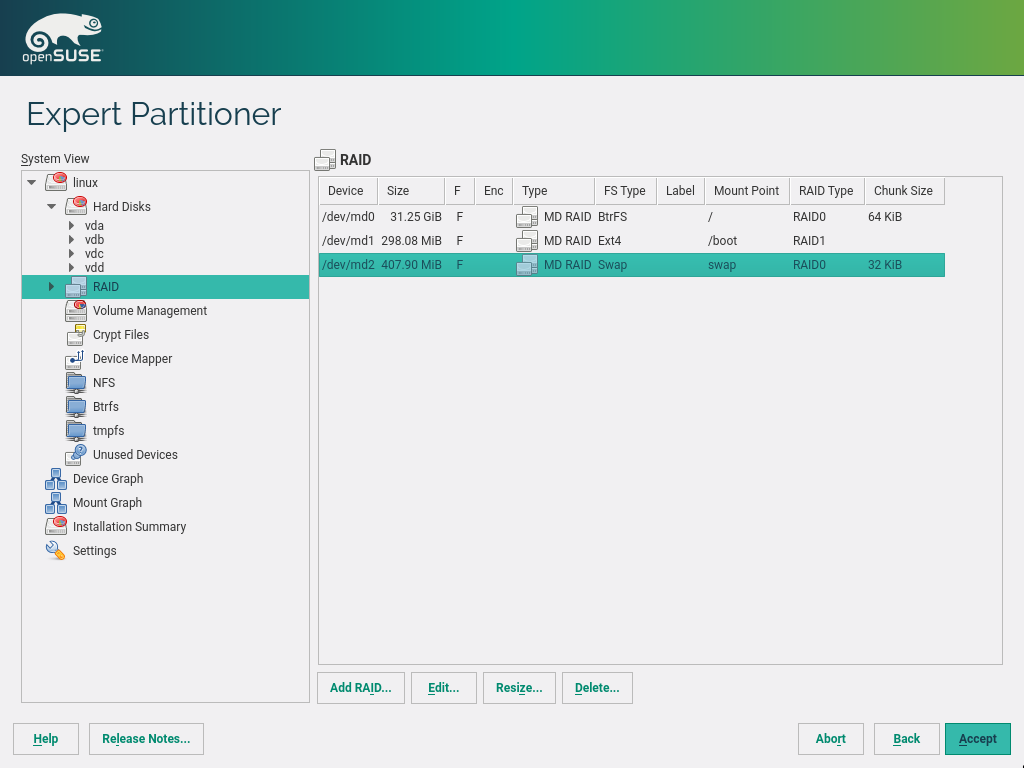 openSUSE
Expert Partitioner
System View
linux
Hard Disks
vda
vdb
vdc
vdd
RAID
Volume Management
Crypt Files
Device Mapper
NFS
Btrfs
tmpfs
Unused Devices
Device Graph
Mount Graph
Installation Summary
Settings
RAID
Device Size F Enc Type FS Type Label Mount Point RAID Type Chunk Size
/dev/md0 31.25 GiB F MD RAID BtrFS / RAID0 64 KiB
/dev/md1 298.08 MiB F MD RAID Ext4 /boot RAID1
/dev/md2 407.90 MiB F MD RAID Swap swap RAID0 32 KiB
Add RAID... Edit... Resize... Delete...
Help Release Notes... Abort Back Accept